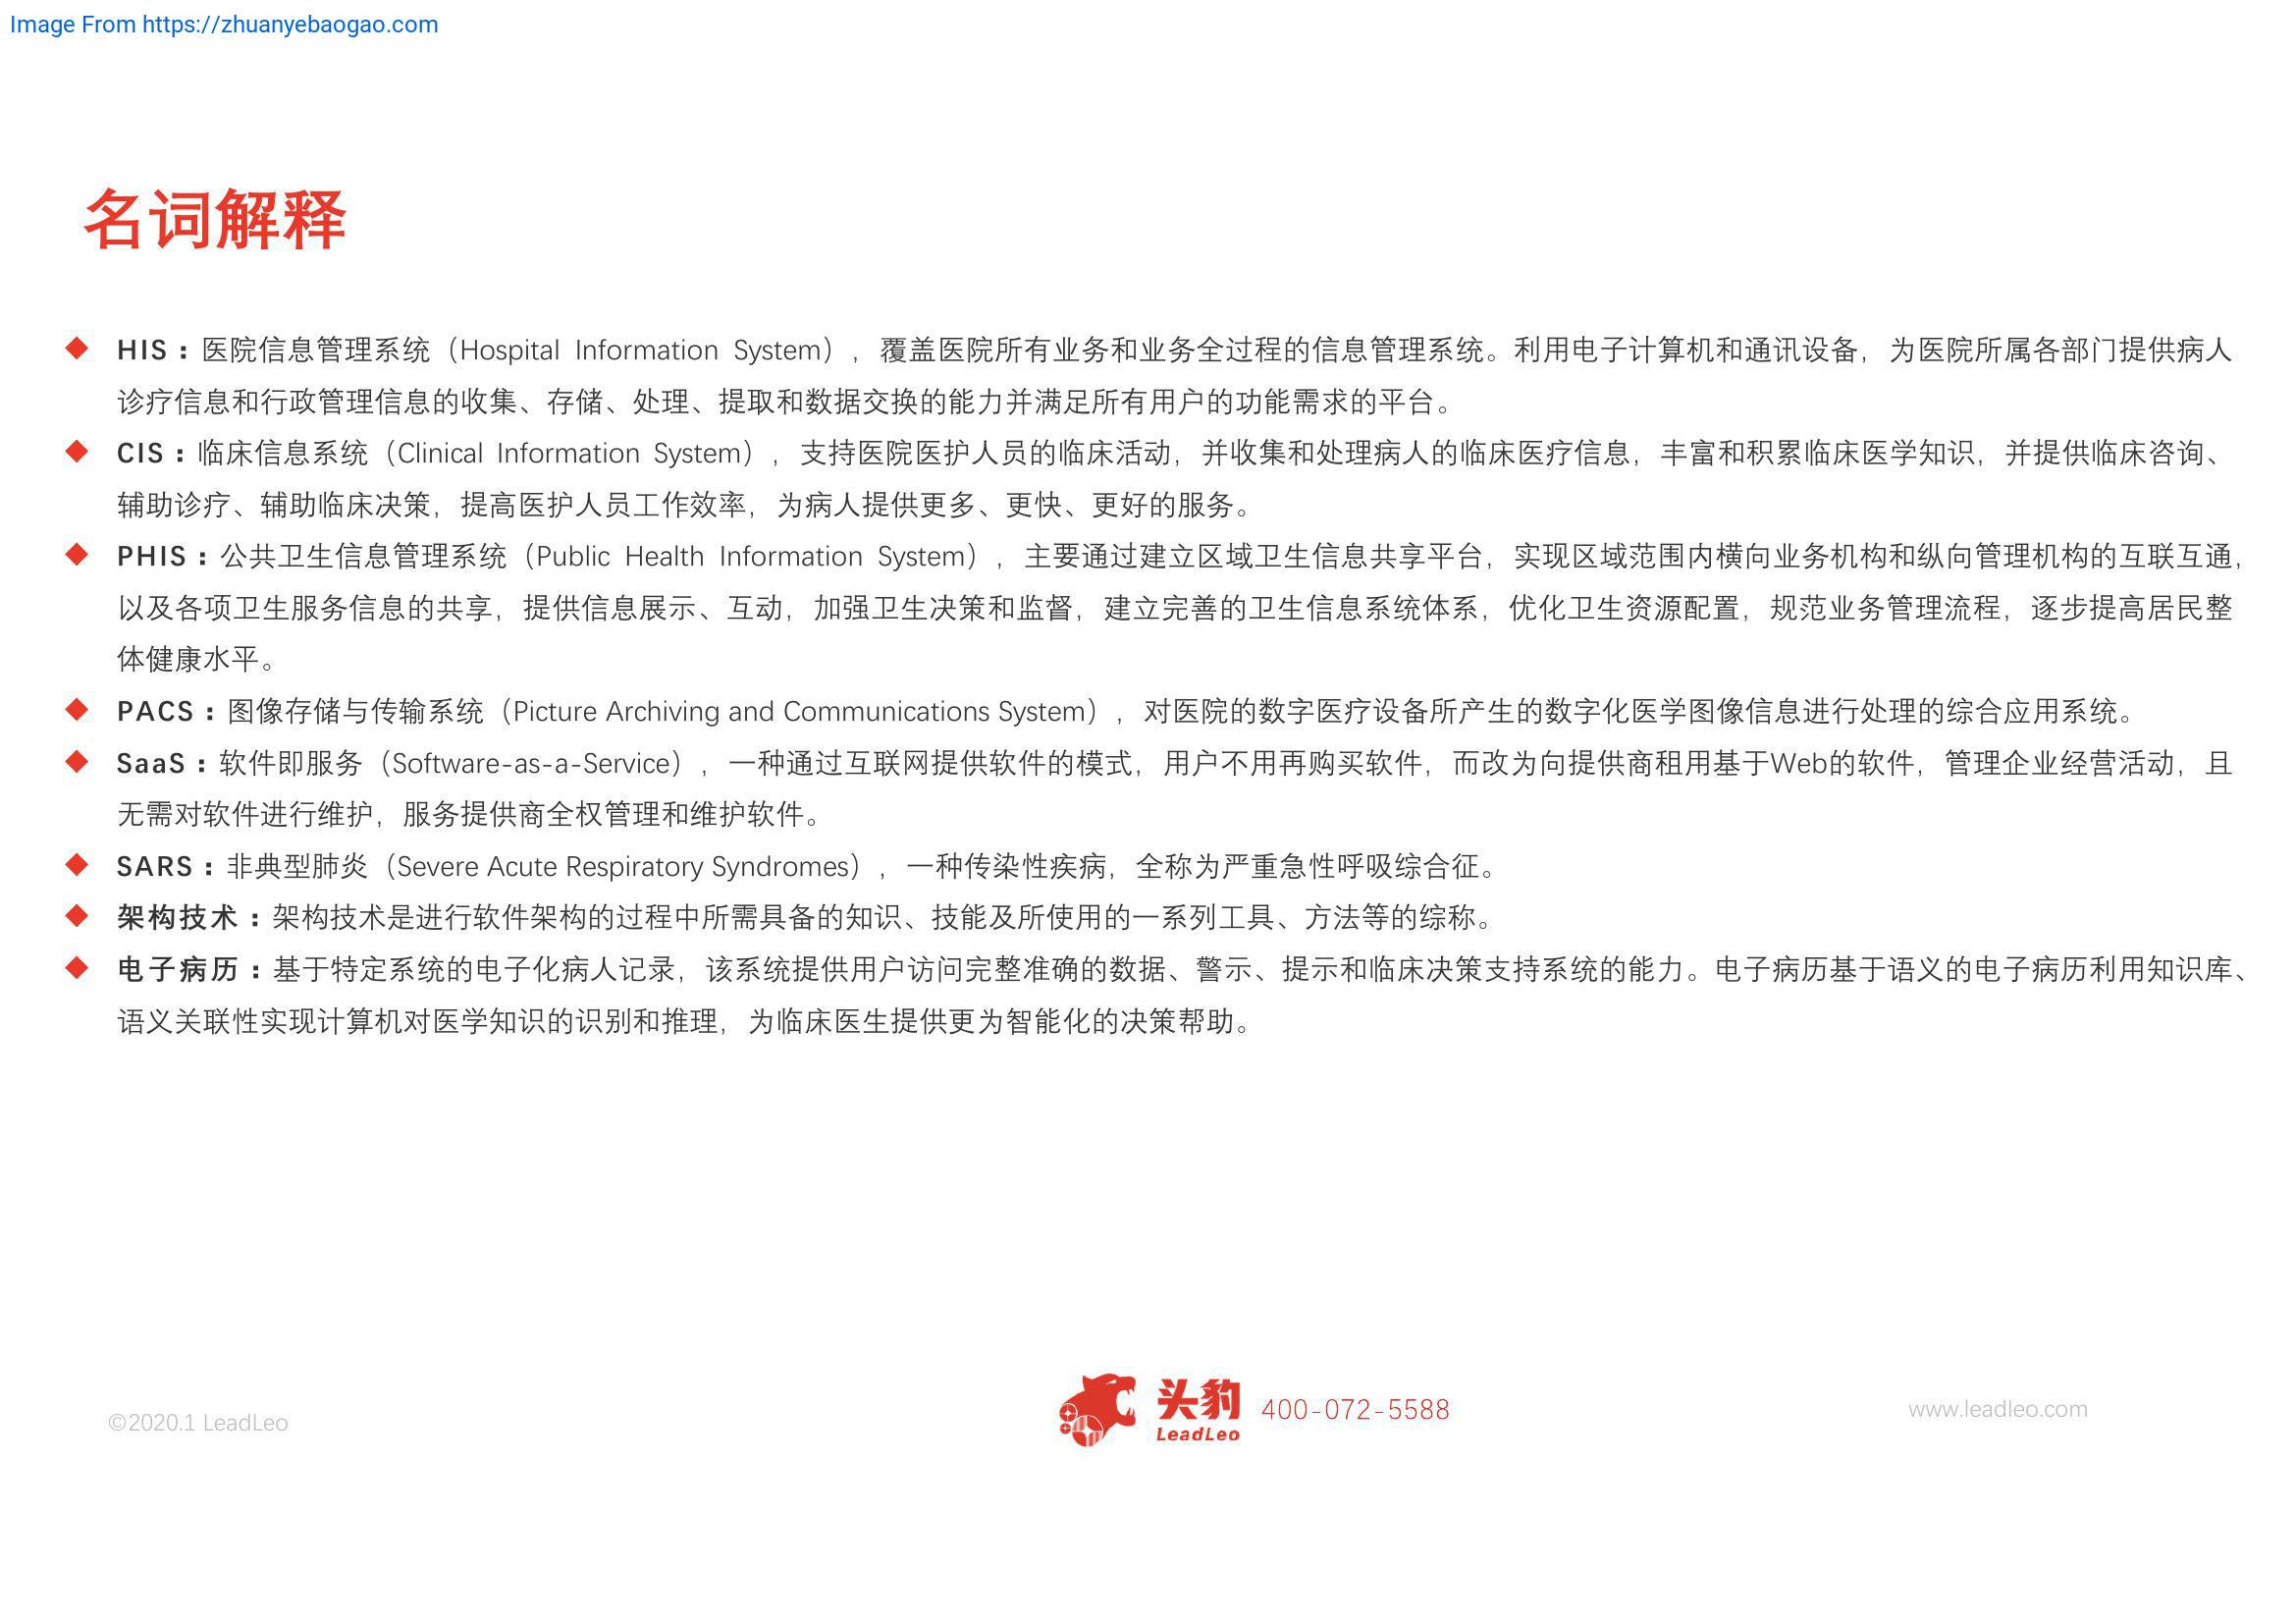 Image From https://zhuanyebaogao.com
名词解释
◆ HIS：医院信息管理系统（Hospital Information System），覆盖医院所有业务和业务全过程的信息管理系统。利用电子计算机和通讯设备，为医院所属各部门提供病人
诊疗信息和行政管理信息的收集、存储、处理、提取和数据交换的能力并满足所有用户的功能需求的平台。
◆ CIS：临床信息系统（Clinical Information System），支持医院医护人员的临床活动，并收集和处理病人的临床医疗信息，丰富和积累临床医学知识，并提供临床咨询、
辅助诊疗、辅助临床决策，提高医护人员工作效率，为病人提供更多、更快、更好的服务。
◆ PHIS：公共卫生信息管理系统（Public Health Information System），主要通过建立区域卫生信息共享平台，实现区域范围内横向业务机构和纵向管理机构的互联互通，
以及各项卫生服务信息的共享，提供信息展示、互动，加强卫生决策和监督，建立完善的卫生信息系统体系，优化卫生资源配置，规范业务管理流程，逐步提高居民整
体健康水平。
◆ PACS：图像存储与传输系统（Picture Archiving and Communications System），对医院的数字医疗设备所产生的数字化医学图像信息进行处理的综合应用系统。
◆ SaaS：软件即服务（Software-as-a-Service），一种通过互联网提供软件的模式，用户不用再购买软件，而改为向提供商租用基于Web的软件，管理企业经营活动，且
无需对软件进行维护，服务提供商全权管理和维护软件。
◆ SARS：非典型肺炎（Severe Acute Respiratory Syndromes），一种传染性疾病，全称为严重急性呼吸综合征。
◆ 架构技术：架构技术是进行软件架构的过程中所需具备的知识、技能及所使用的一系列工具、方法等的综称。
◆ 电子病历：基于特定系统的电子化病人记录，该系统提供用户访问完整准确的数据、警示、提示和临床决策支持系统的能力。电子病历基于语义的电子病历利用知识库、
语义关联性实现计算机对医学知识的识别和推理，为临床医生提供更为智能化的决策帮助。
©2020.1 LeadLeo
头豹
LeadLeo
400-072-5588
www.leadleo.com